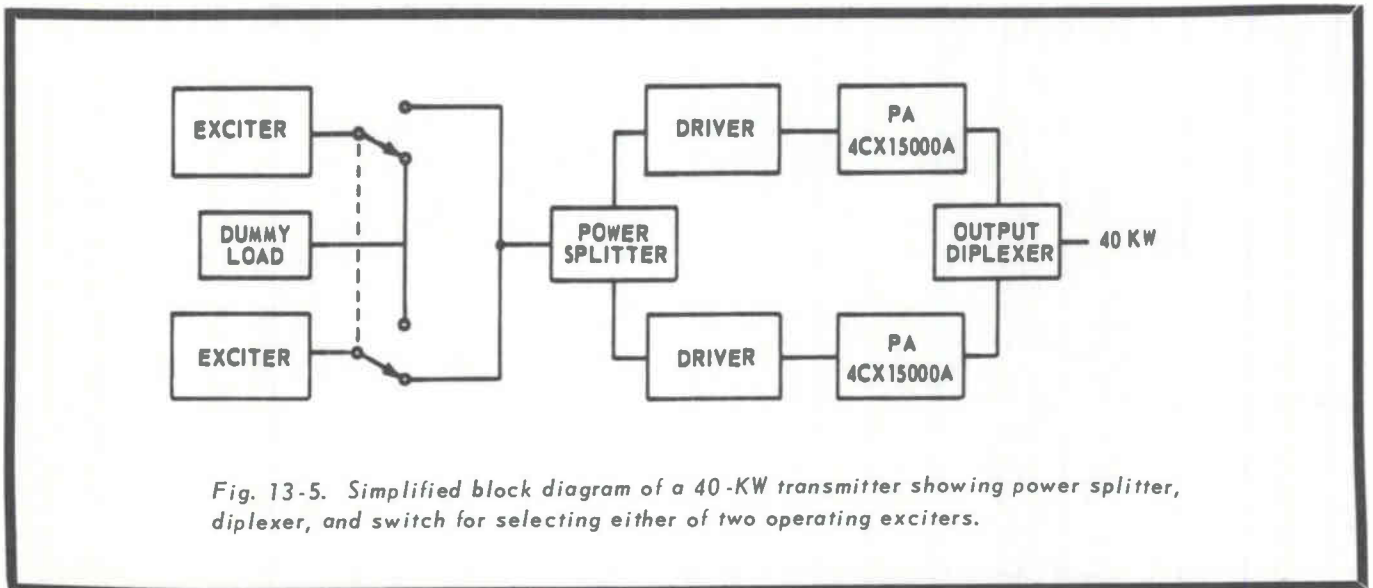 EXCITER
DUMMY
LOAD
EXCITER
POWER
SPLITTER
DRIVER
PA
4CX15000A
DRIVER
PA
4CX15000A
OUTPUT
DIPLEXER
40 KW
Fig. 13-5. Simplified block diagram of a 40-KW transmitter showing power splitter,
diplexer, and switch for selecting either of two operating exciters.